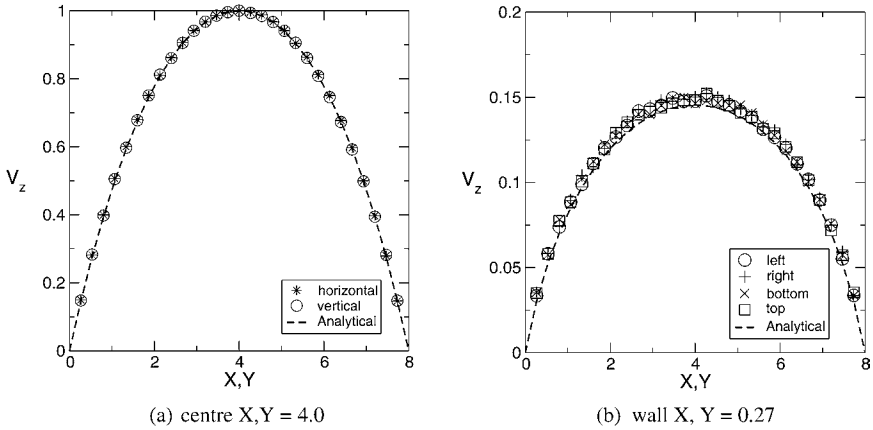 1
0.8
0.6
V_z
0.4
0.2
0
0 2 4 6 8
X,Y
horizontal
vertical
Analytical
(a) centre X,Y = 4.0
0.2
0.15
V_z
0.1
0.05
0
0 2 4 6 8
X,Y
left
right
bottom
top
Analytical
(b) wall X, Y = 0.27